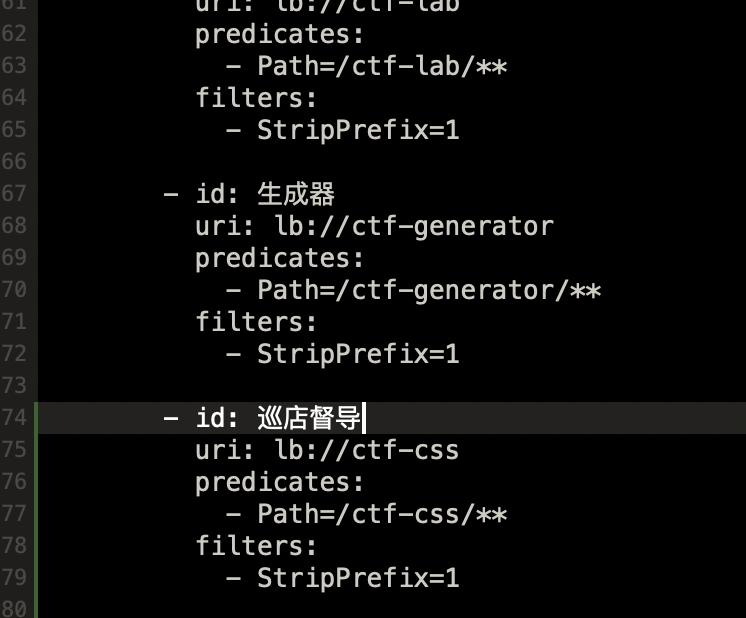 61 uri: lb://ctf-lab
62 predicates:
63 - Path=/ctf-lab/**
64 filters:
65 - StripPrefix=1
66
67 - id: 生成器
68 uri: lb://ctf-generator
69 predicates:
70 - Path=/ctf-generator/**
71 filters:
72 - StripPrefix=1
73
74 - id: 巡店督导
75 uri: lb://ctf-css
76 predicates:
77 - Path=/ctf-css/**
78 filters:
79 - StripPrefix=1
80